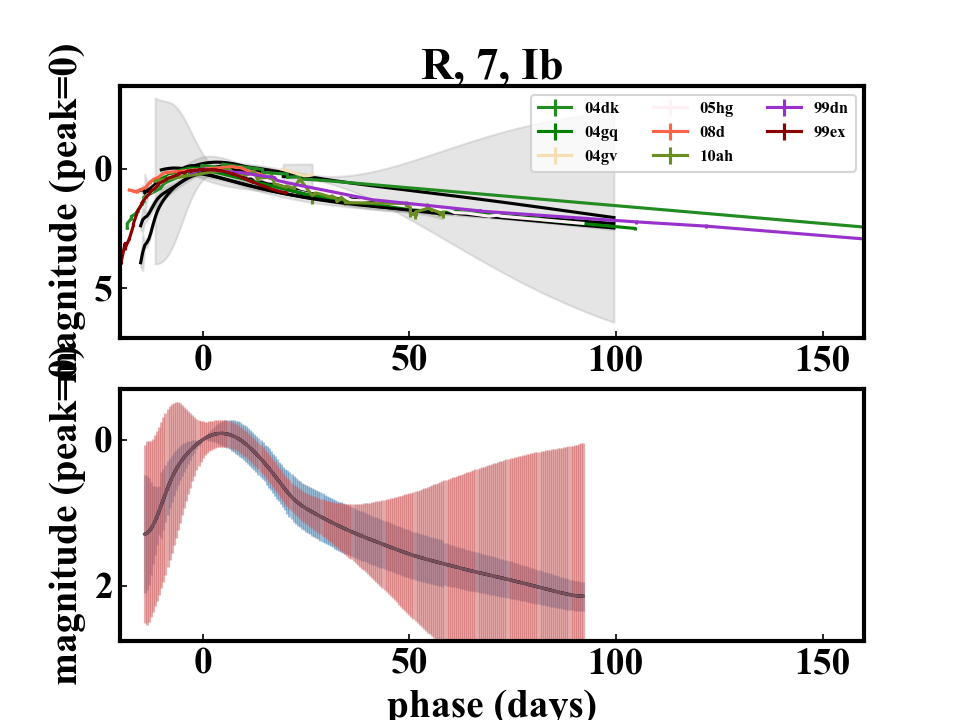 R, 7, Ib
magnitude (peak=0)
0
5
04dk
04gq
04gv
05hg
08d
10ah
99dn
99ex
0 50 100 150
magnitude (peak=0)
0
2
0 50 100 150
phase (days)